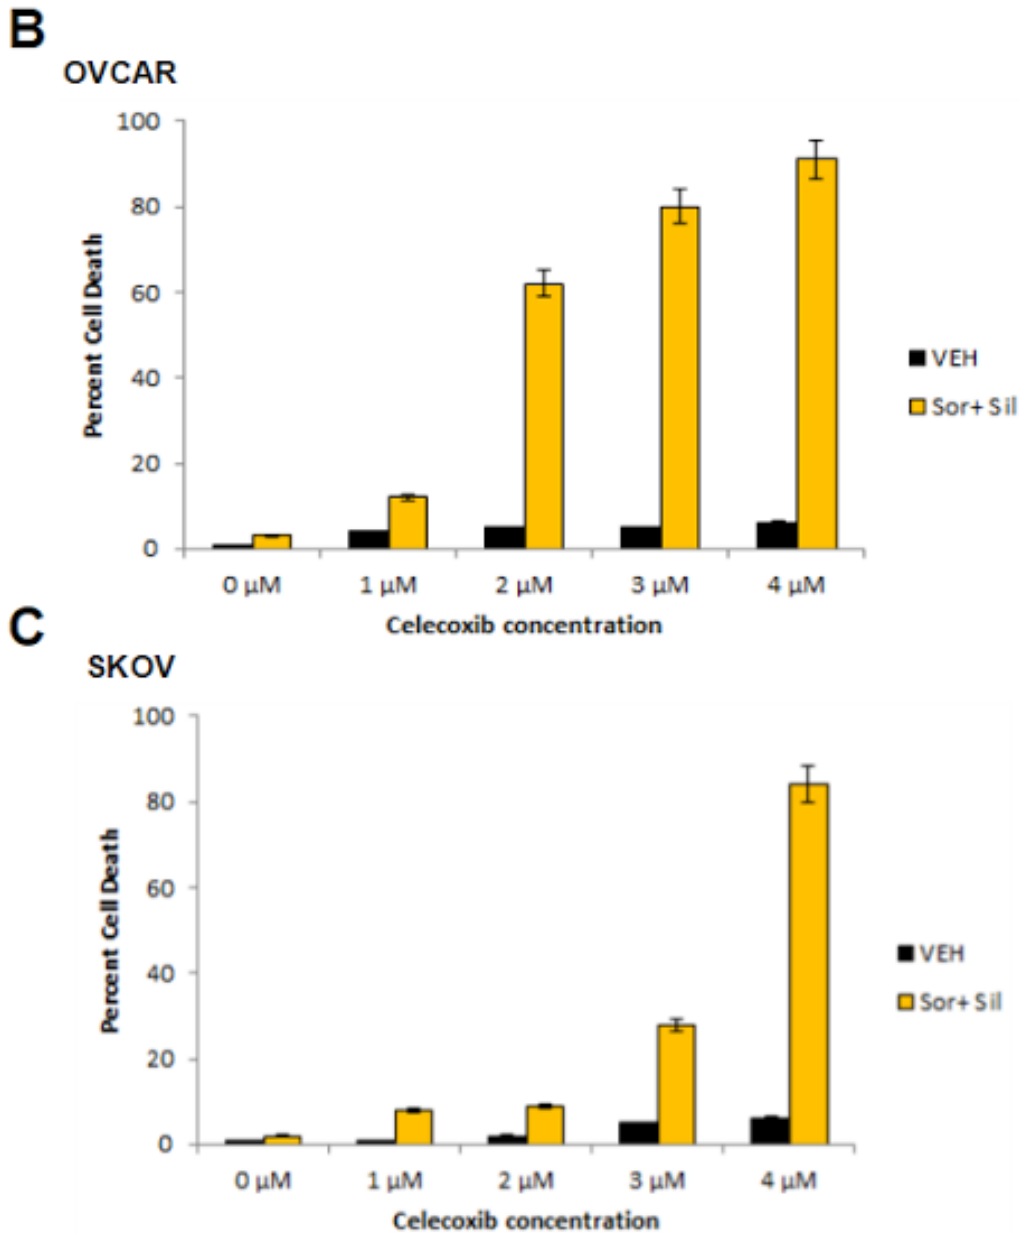 B
OVCAR
100
80
60
40
20
0
Percent Cell Death
VEH
Sor+ Sil
0 µM 1 µM 2 µM 3 µM 4 µM
Celecoxib concentration
C
SKOV
100
80
60
40
20
0
Percent Cell Death
VEH
Sor+ Sil
0 µM 1 µM 2 µM 3 µM 4 µM
Celecoxib concentration